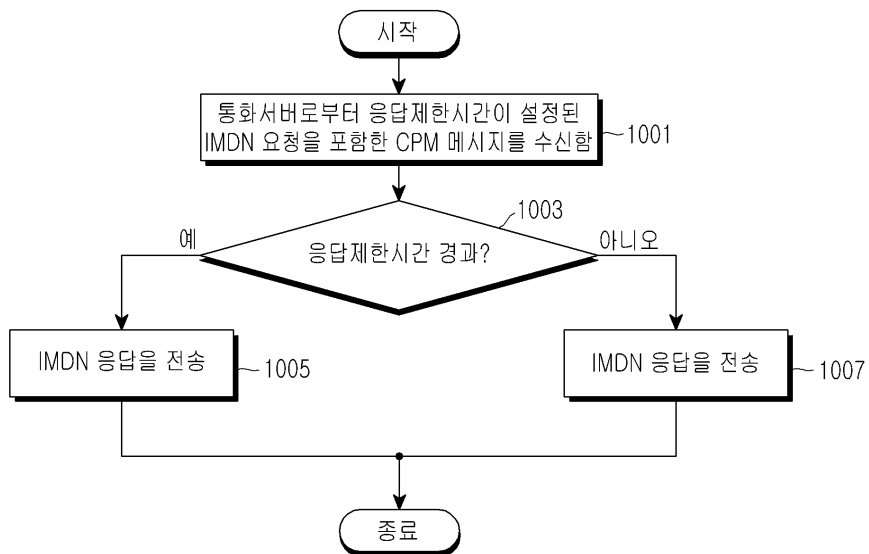 시작
통화서버로부터 응답제한시간이 설정된
IMDN 요청을 포함한 CPM 메시지를 수신함
1001
1003
예
응답제한시간 경과?
아니오
IMDN 응답을 전송
1005
IMDN 응답을 전송
1007
종료